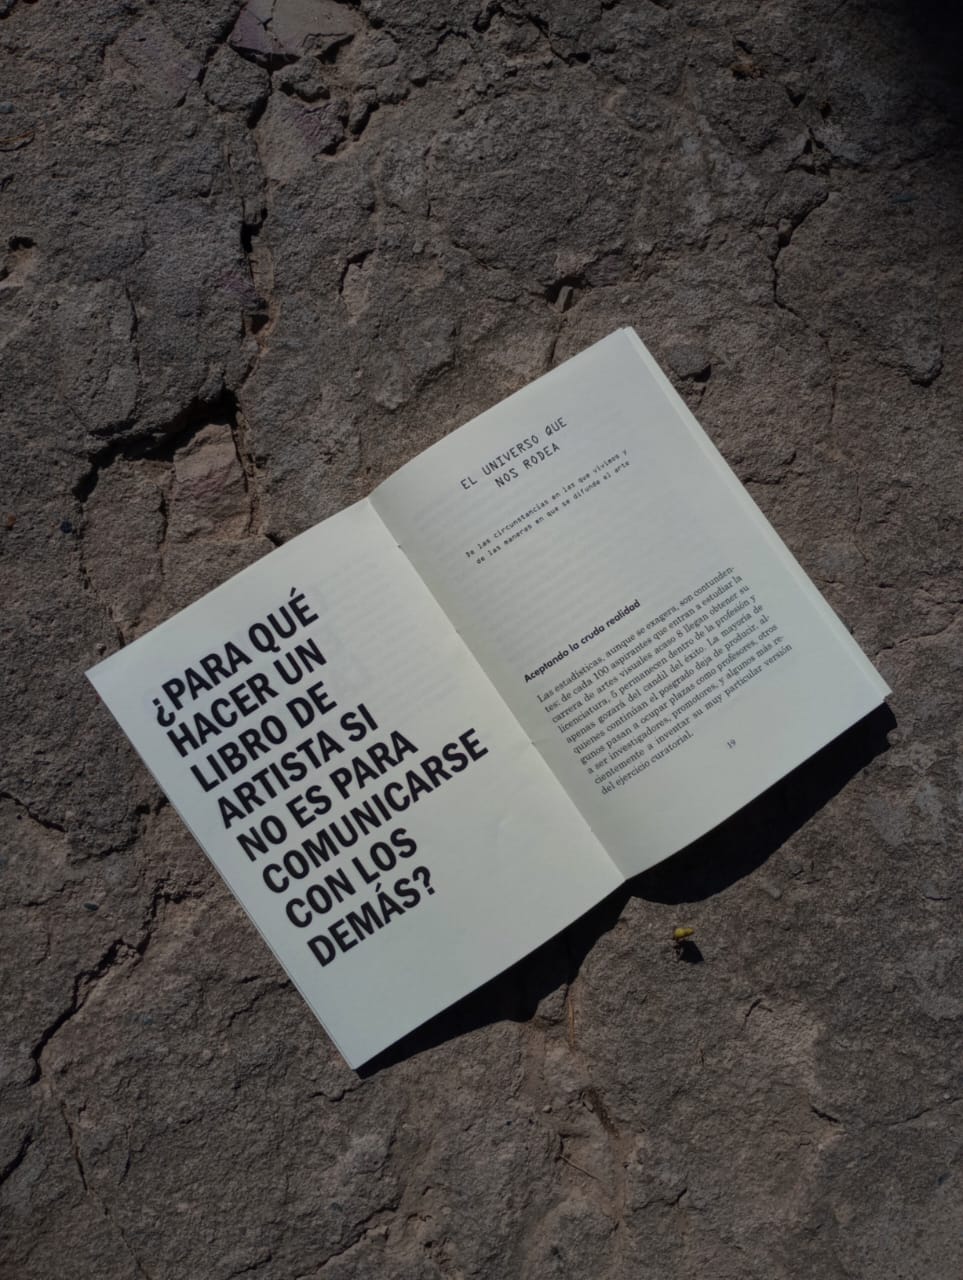 ¿PARA QUÉ
HACER UN
LIBRO DE
ARTISTA SI
NO ES PARA
COMUNICARSE
CON LOS
DEMÁS?
EL UNIVERSO QUE
NOS RODEA
De las circunstancias en las que vivimos y
de las maneras en que se difunde el arte
Aceptando la cruda realidad
Las estadísticas, aunque se exagera, son contunden-
tes: de cada 100 aspirantes que entran a estudiar la
carrera de artes visuales acaso 8 llegan obtener su
licenciatura, 5 permanecen dentro de la profesión y
apenas gozará del candil del éxito. La mayoría de
quienes continúan el posgrado deja de producir, al-
gunos pasan a ocupar plazas como profesores, otros
a ser investigadores, promotores, y algunos más re-
cientemente a inventar su muy particular versión
del ejercicio curatorial.
19